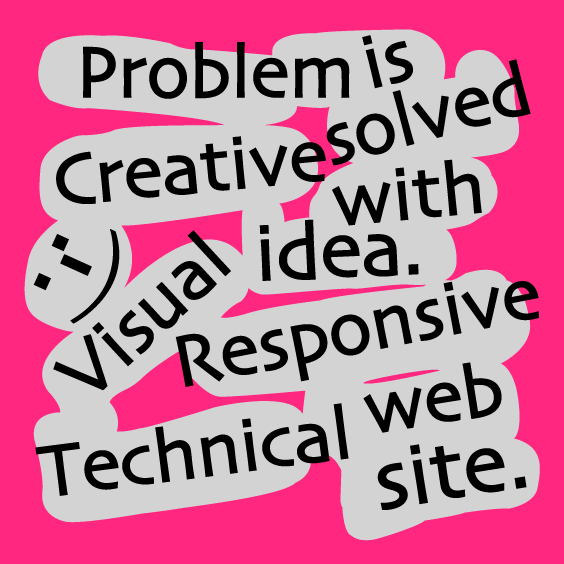 Problem is
solved
Creative
with
idea.
:i)
Visual
Responsive
web
Technical
site.